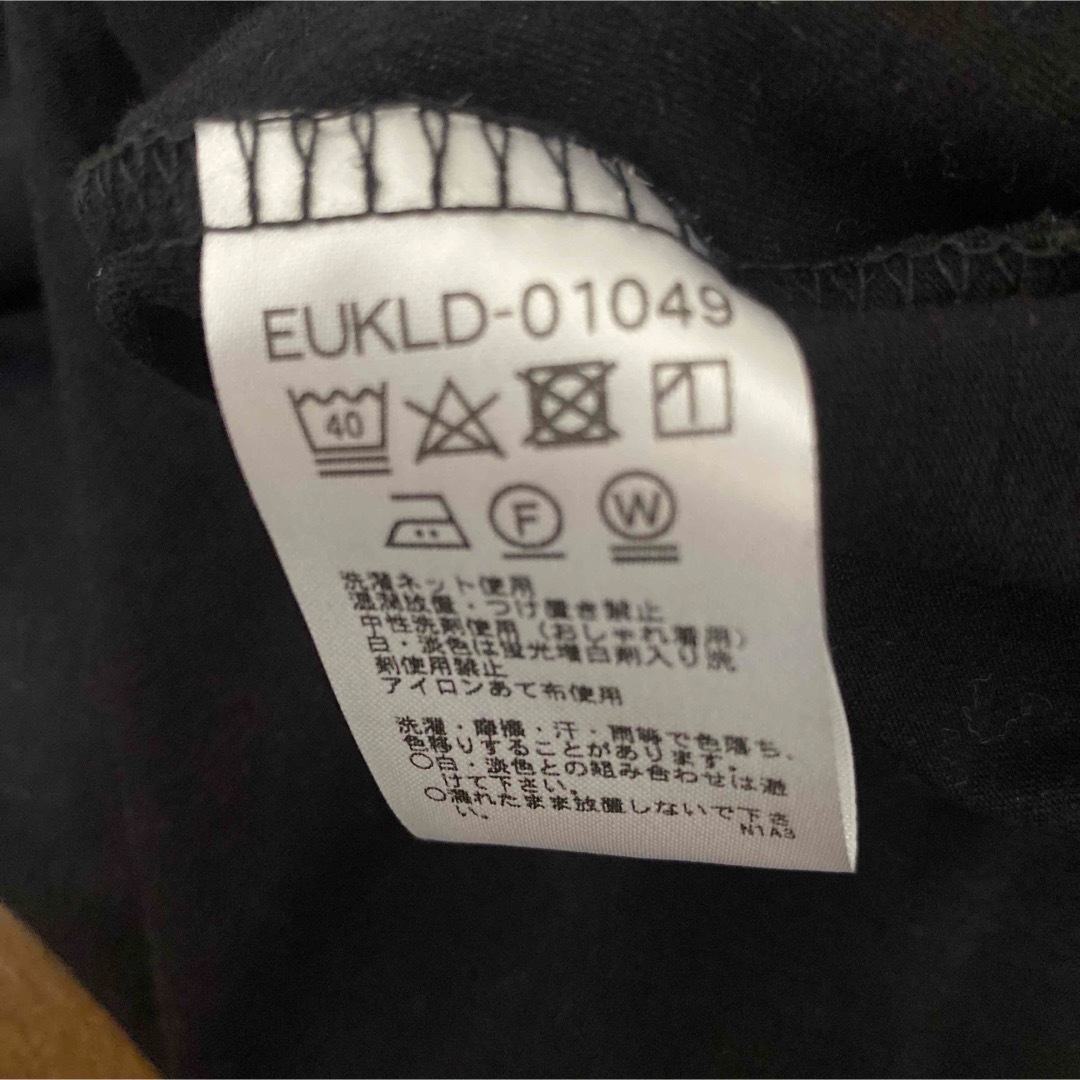 EUKLD-01049
40
F W
洗濯ネット使用
温潤放置・つけ置き禁止
中性洗剤使用（おしゃれ着用）
白・淡色は蛍光増白剤入り洗
剤使用禁止
アイロンあて布使用
洗濯・摩擦・汗・雨等で色落ち、
色移りすることがあります。
○白・淡色との組み合わせは避
けて下さい。
○濡れたまま放置しないで下さ
い。
N1A3